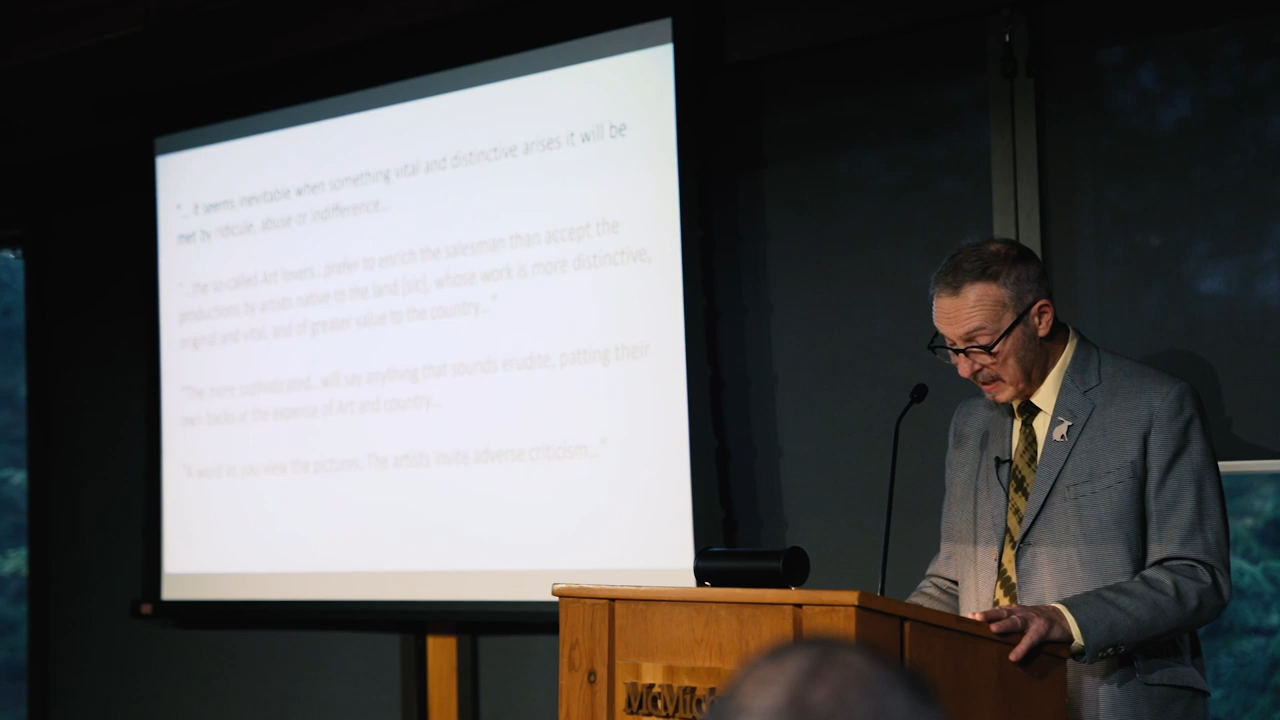 "... it seems inevitable when something vital and distinctive arises it will be
met by ridicule, abuse or indifference...
"...the so-called Art lovers...prefer to enrich the salesman than accept the
productions by artists native to the land [sic], whose work is more distinctive,
original and vital, and of greater value to the country..."
"The more sophisticated...will say anything that sounds erudite, patting their
own backs at the expense of Art and country...
"A word as you view the pictures. The artists invite adverse criticism..."
McMich